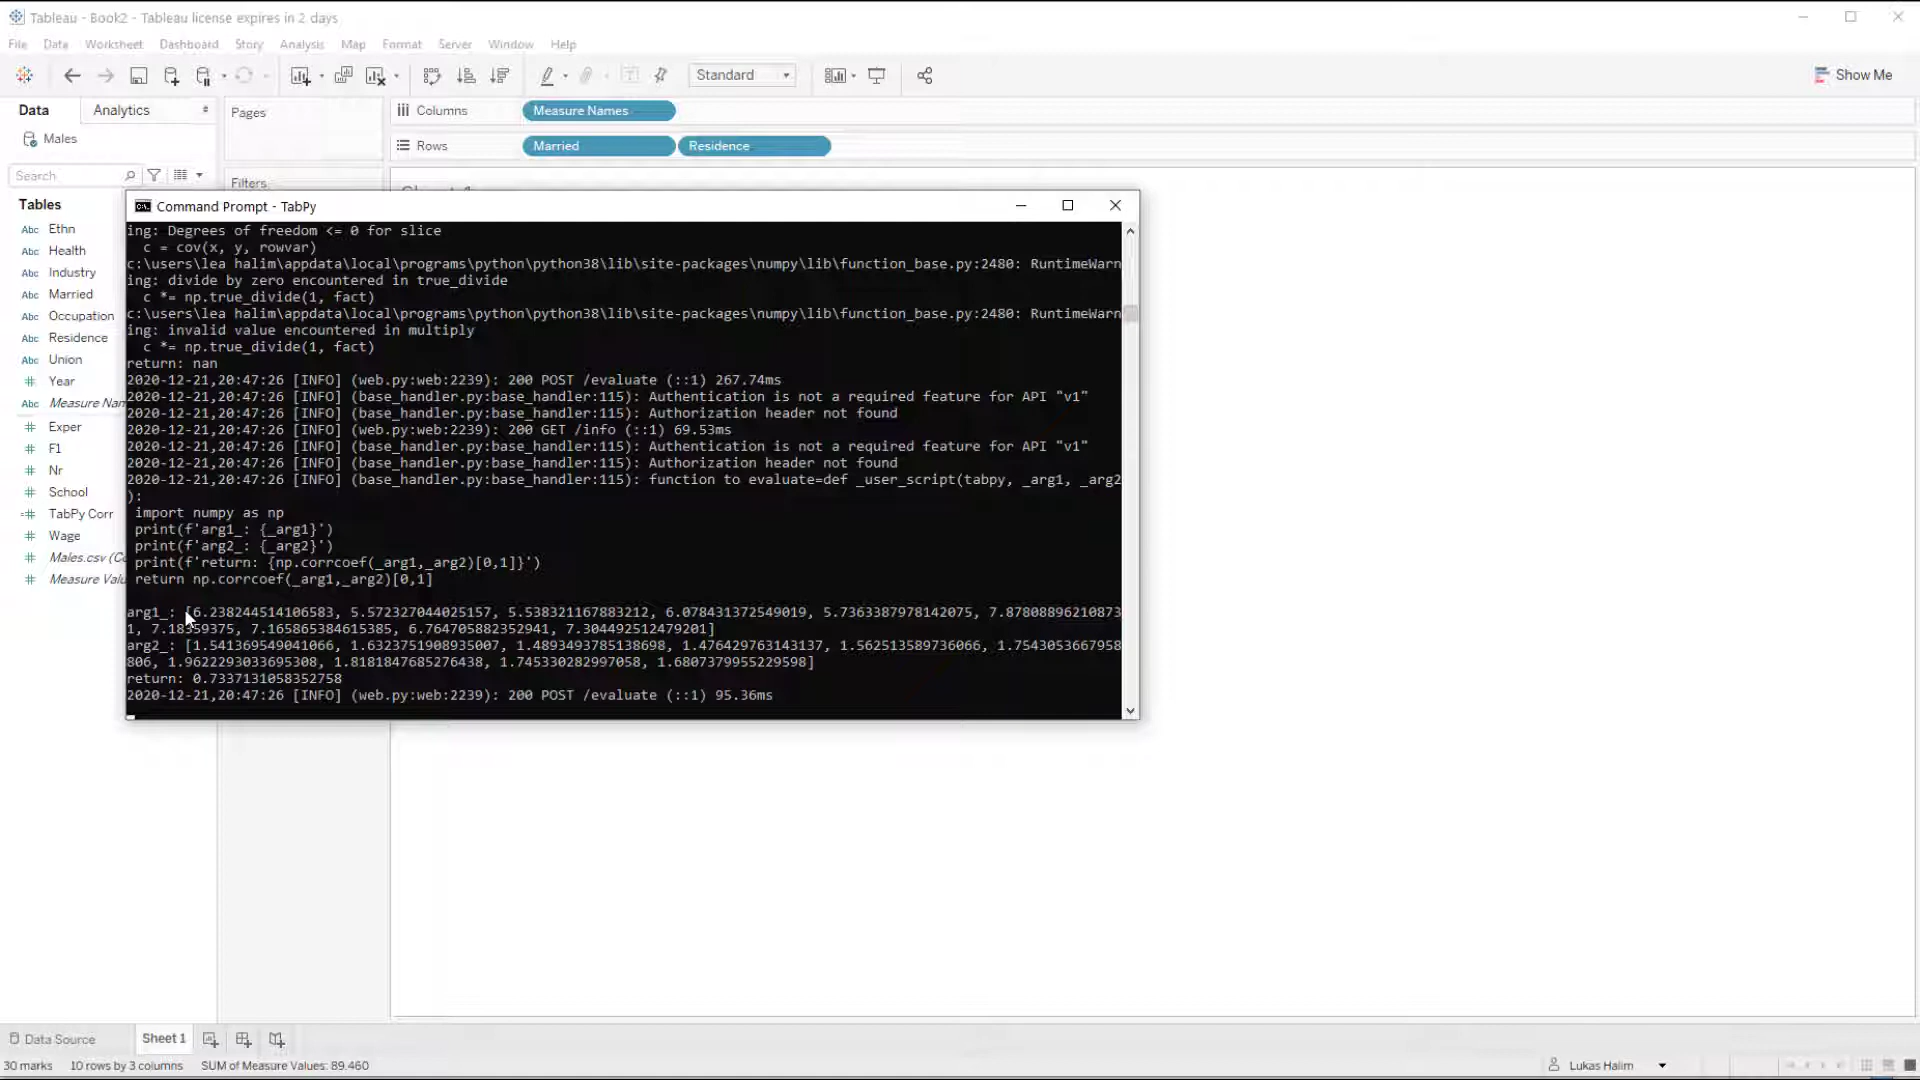 Tableau - Book2 - Tableau license expires in 2 days
File Data Worksheet Dashboard Story Analysis Map Format Server Window Help
Standard
Show Me
Data Analytics
Pages
Columns
Measure Names
Males
Rows
Married
Residence
Search
Filters
Tables
Abc Ethn
Abc Health
Abc Industry
Abc Married
Abc Occupation
Abc Residence
Abc Union
Year
Abc
Exper
F1
Nr
School
TabPy Corr
Wage
Command Prompt - TabPy
ing: Degrees of freedom <= 0 for slice
c = cov(x, y, rowvar)
c:\users\lea halim\appdata\local\programs\python\python38\lib\site-packages\numpy\lib\function_base.py:2480: RuntimeWarn
ing: divide by zero encountered in true_divide
c *= np.true_divide(1, fact)
c:\users\lea halim\appdata\local\programs\python\python38\lib\site-packages\numpy\lib\function_base.py:2480: RuntimeWarn
ing: invalid value encountered in multiply
c *= np.true_divide(1, fact)
return: nan
2020-12-21,20:47:26 [INFO] (web.py:web:2239): 200 POST /evaluate (::1) 267.74ms
2020-12-21,20:47:26 [INFO] (base_handler.py:base_handler:115): Authentication is not a required feature for API "v1"
2020-12-21,20:47:26 [INFO] (base_handler.py:base_handler:115): Authorization header not found
2020-12-21,20:47:26 [INFO] (web.py:web:2239): 200 GET /info (::1) 69.53ms
2020-12-21,20:47:26 [INFO] (base_handler.py:base_handler:115): Authentication is not a required feature for API "v1"
2020-12-21,20:47:26 [INFO] (base_handler.py:base_handler:115): Authorization header not found
2020-12-21,20:47:26 [INFO] (base_handler.py:base_handler:115): function to evaluate=def _user_script(tabpy, _arg1, _arg2
):
import numpy as np
print(f'arg1_: {_arg1}')
print(f'arg2_: {_arg2}')
print(f'return: {np.corrcoef(_arg1,_arg2)[0,1]}')
return np.corrcoef(_arg1,_arg2)[0,1]
arg1_: [6.238244514106583, 5.572327044025157, 5.538321167883212, 6.078431372549019, 5.7363387978142075, 7.87808896210873
1, 7.18359375, 7.165865384615385, 6.764705882352941, 7.304492512479201]
arg2_: [1.541369549041066, 1.6323751908935007, 1.4893493785138698, 1.476429763143137, 1.562513589736066, 1.7543053667958
806, 1.9622293033695308, 1.8181847685276438, 1.745330282997058, 1.6807379955229598]
return: 0.7337131058352758
2020-12-21,20:47:26 [INFO] (web.py:web:2239): 200 POST /evaluate (::1) 95.36ms
Data Source Sheet 1
30 marks 10 rows by 3 columns SUM of Measure Values: 89.460
Lukas Halim